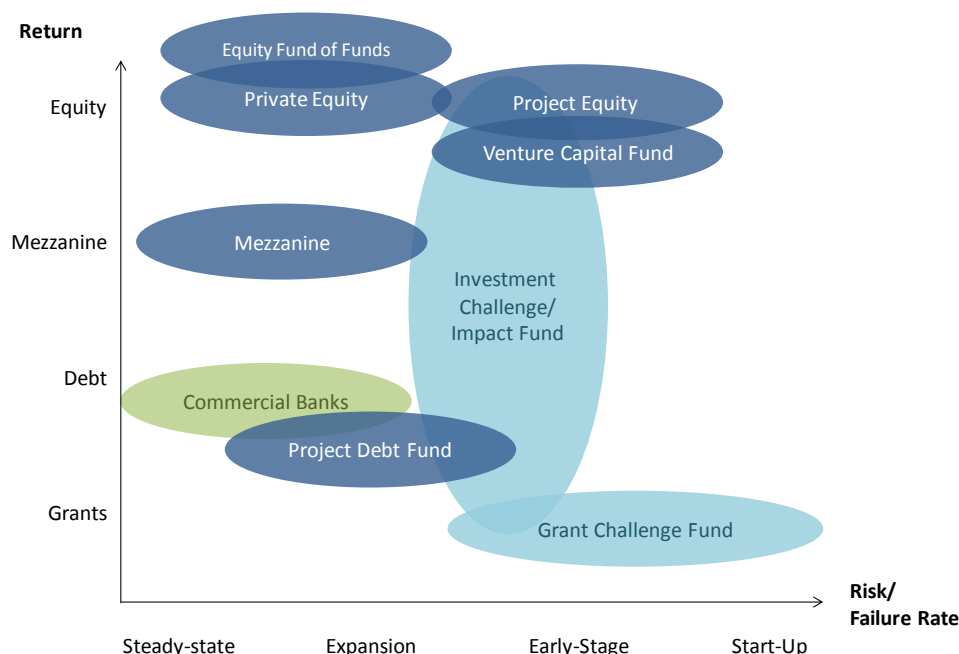 Return
Equity Fund of Funds
Equity
Private Equity
Project Equity
Venture Capital Fund
Mezzanine
Mezzanine
Investment
Challenge/
Impact Fund
Debt
Commercial Banks
Project Debt Fund
Grants
Grant Challenge Fund
Risk/
Failure Rate
Steady-state
Expansion
Early-Stage
Start-Up